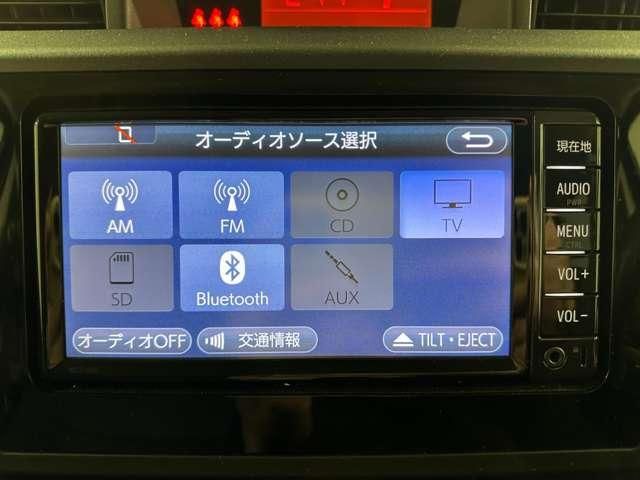 オーディオソース選択
AM
FM
CD
TV
SD
Bluetooth
AUX
オーディオOFF
交通情報
TILT・EJECT
現在地
AUDIO
PWR
MENU
CTRL
VOL+
VOL-